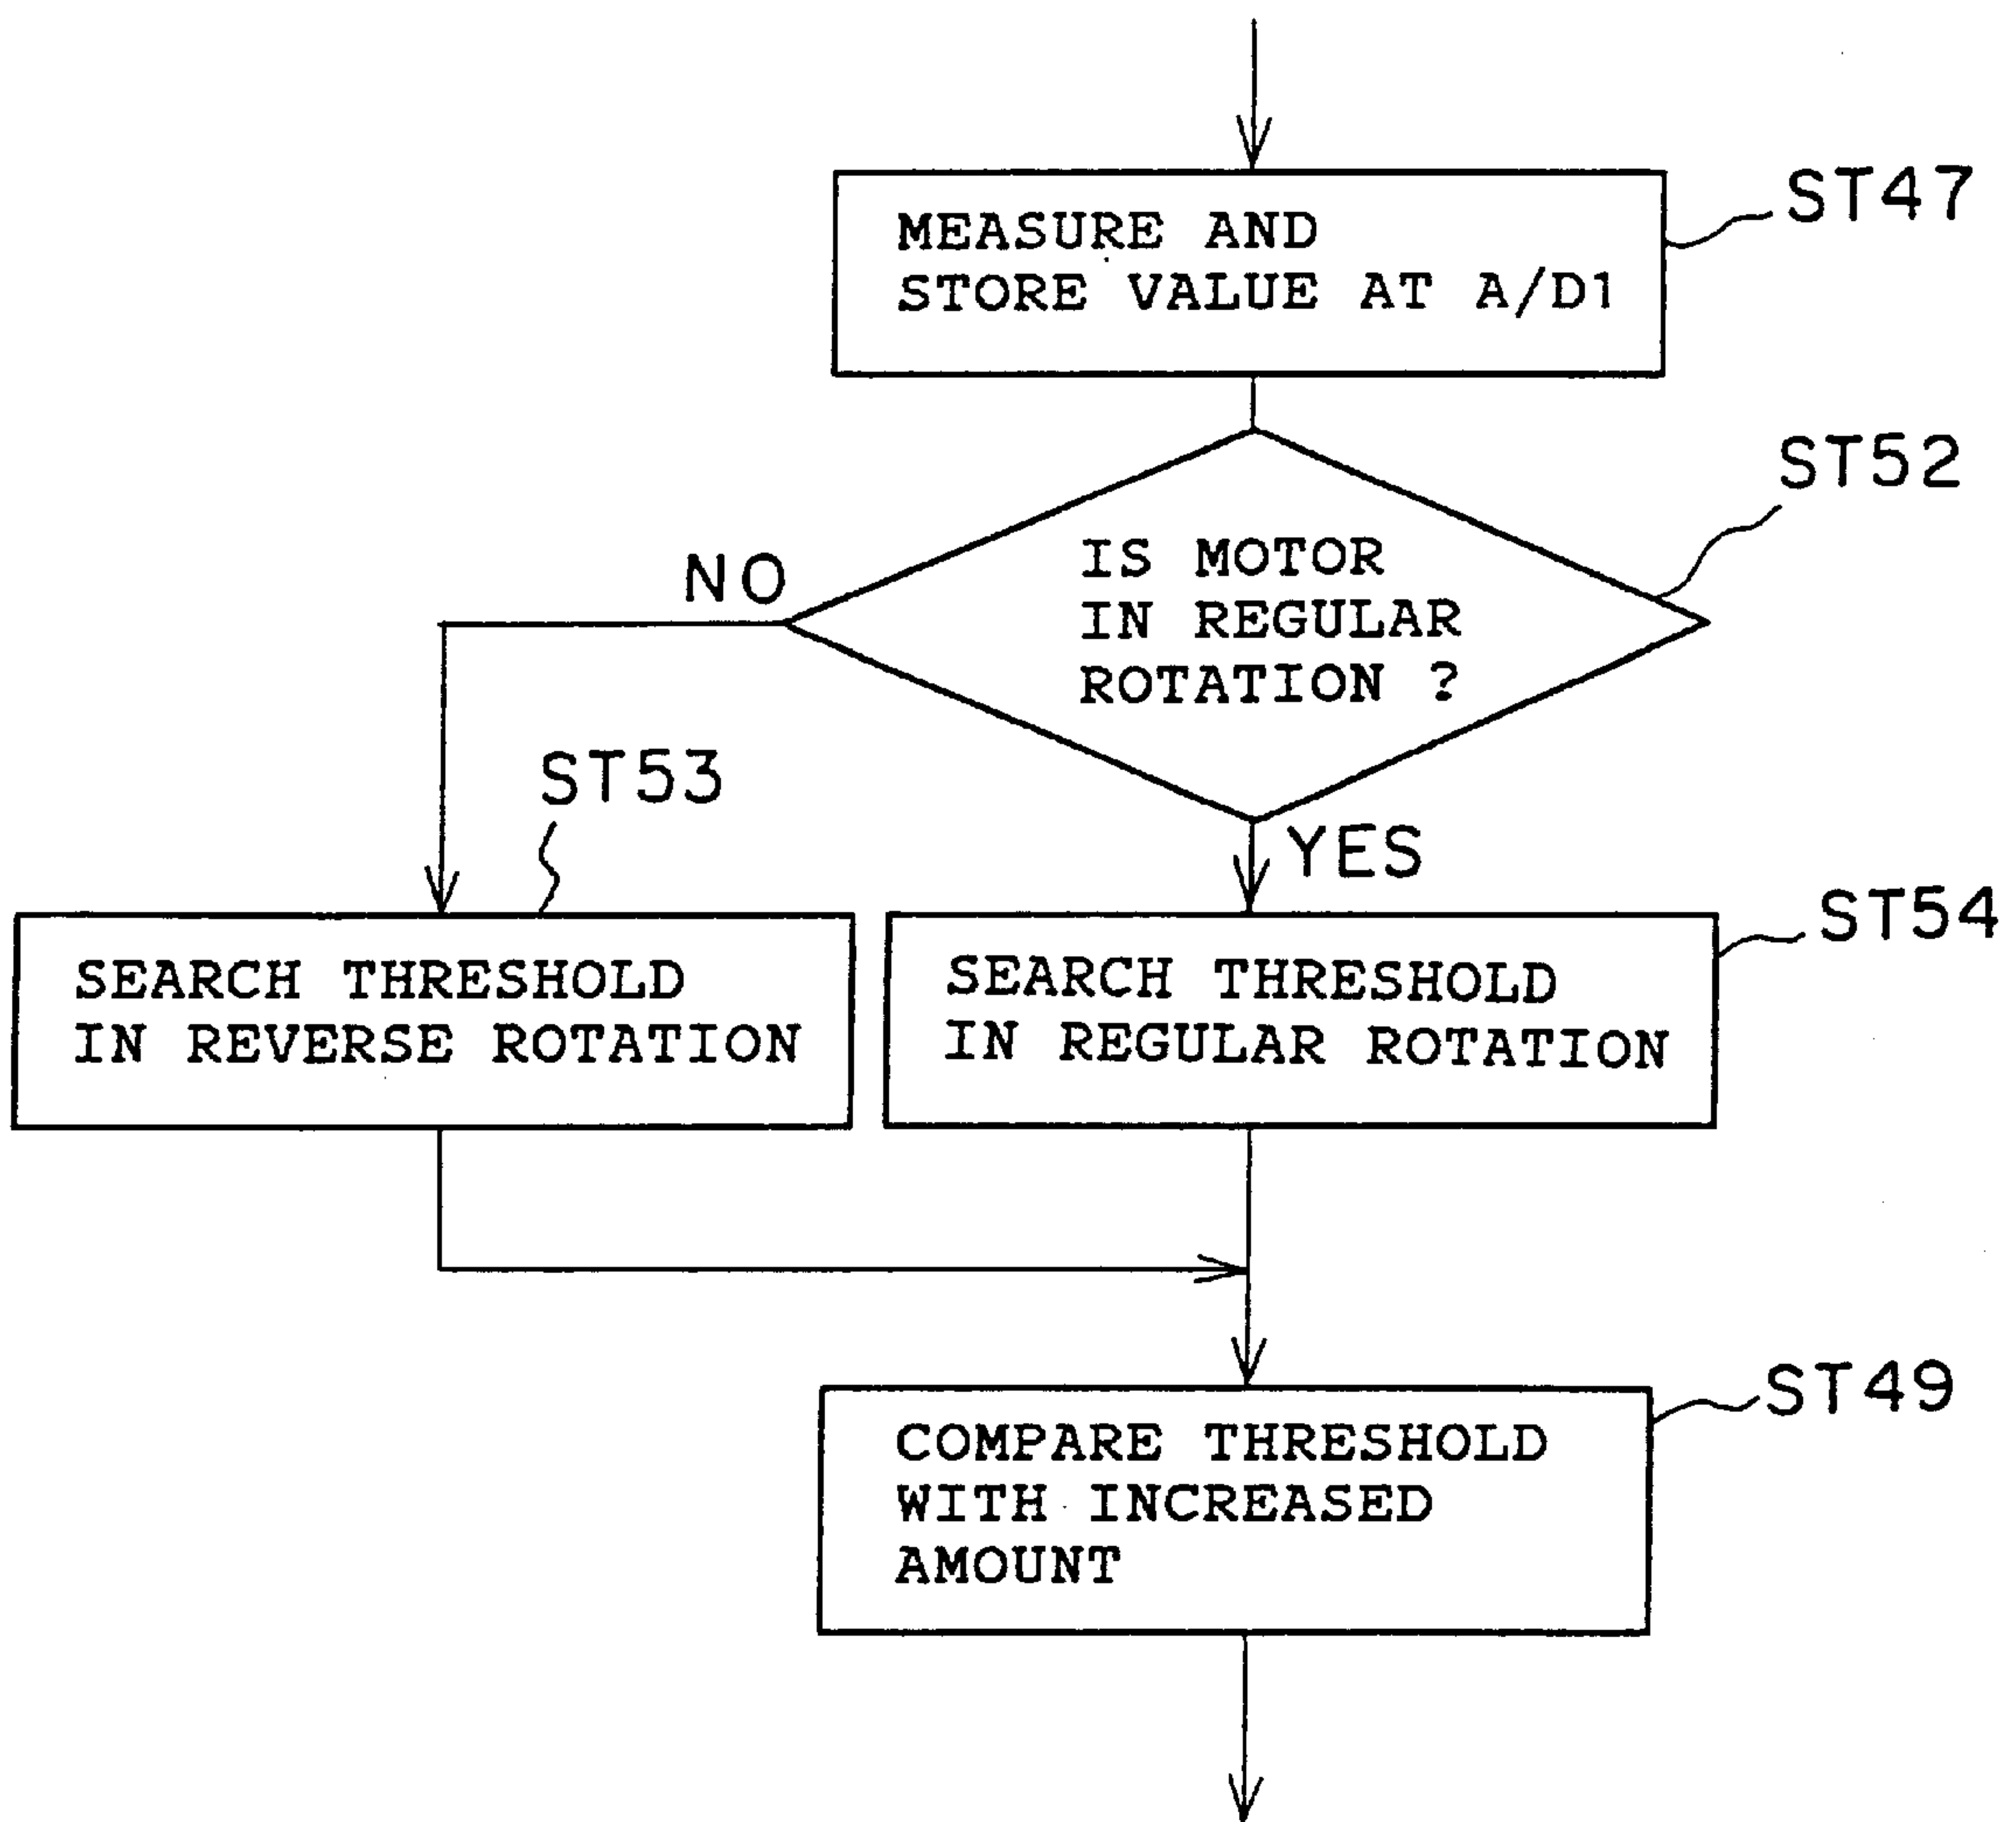 MEASURE AND
STORE VALUE AT A/D1
ST47
IS MOTOR
IN REGULAR
ROTATION ?
ST52
NO
YES
ST53
SEARCH THRESHOLD
IN REVERSE ROTATION
ST54
SEARCH THRESHOLD
IN REGULAR ROTATION
ST49
COMPARE THRESHOLD
WITH INCREASED
AMOUNT